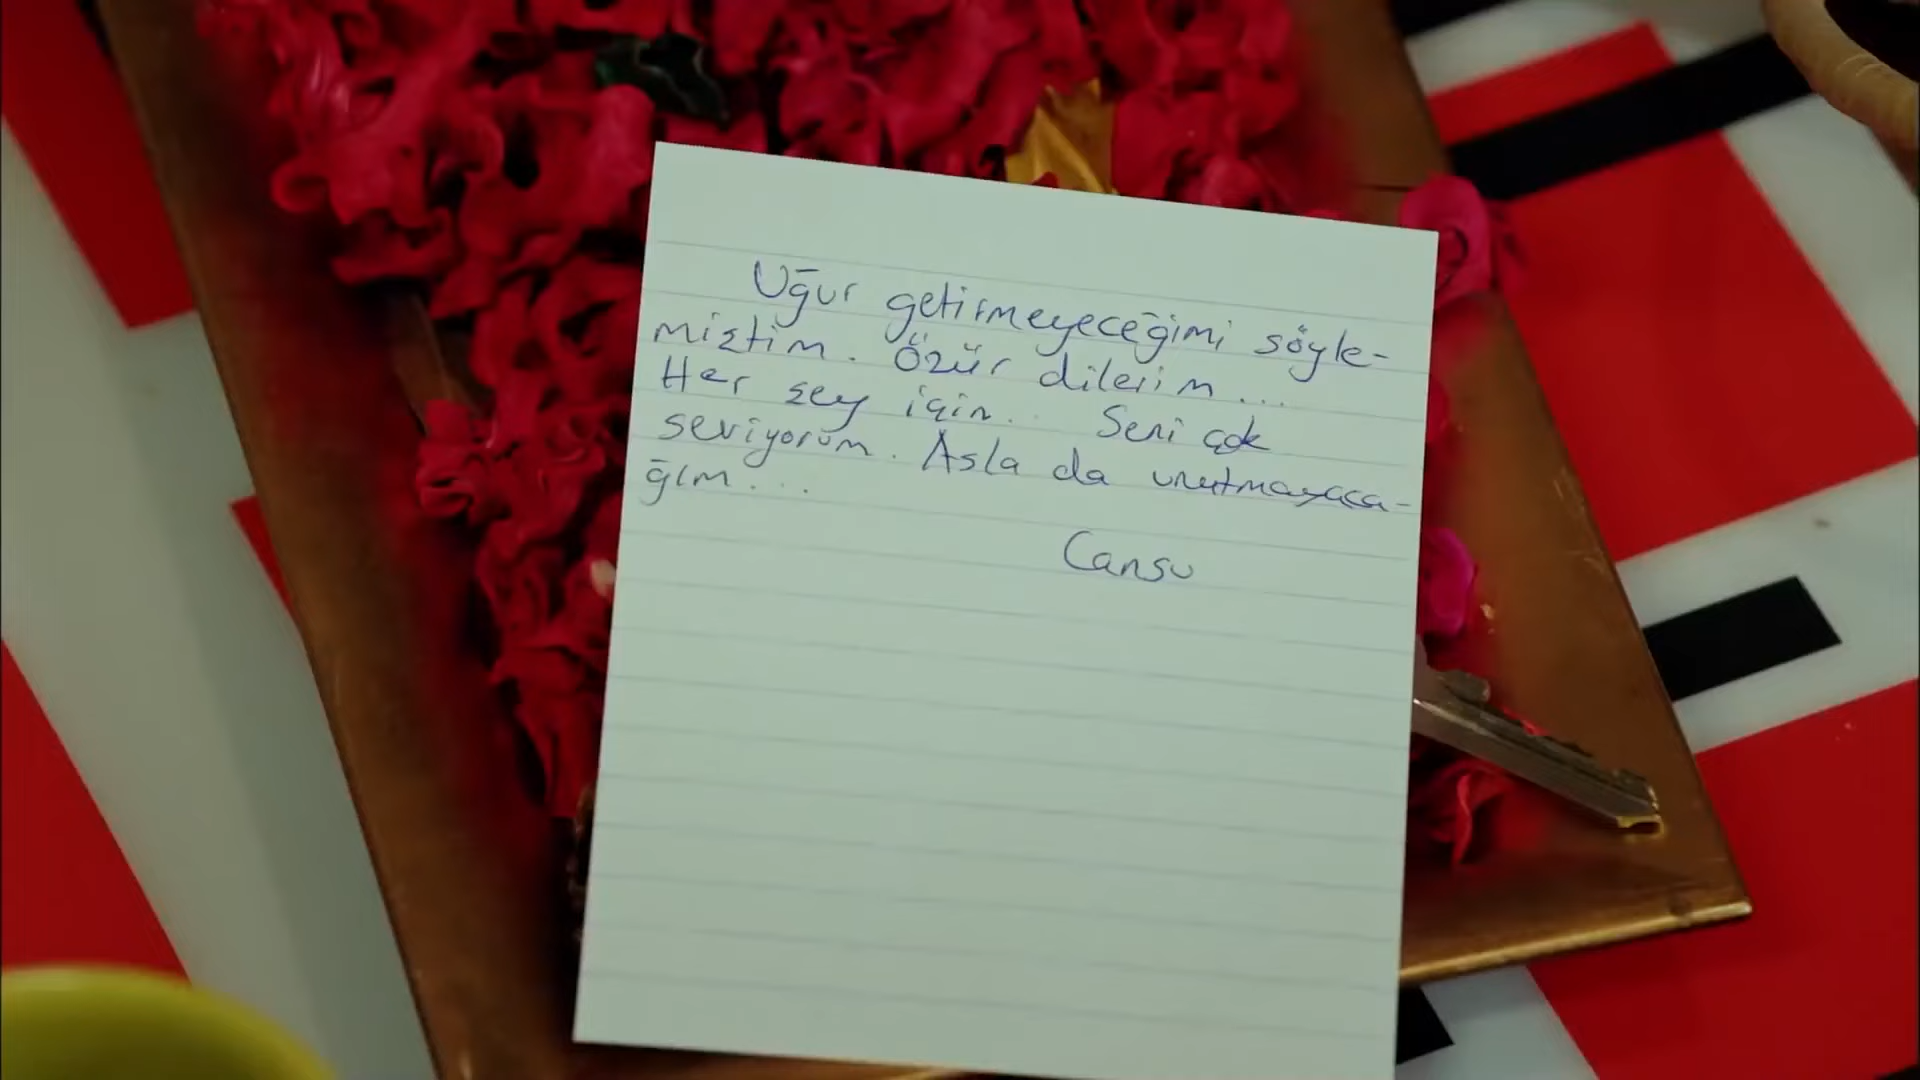 Uğur getirmeyeceğimi söyle-
miştim. Özür dilerim...
Her şey için. Seni çok
seviyorum. Asla da unutmayaca-
ğım...
Cansu